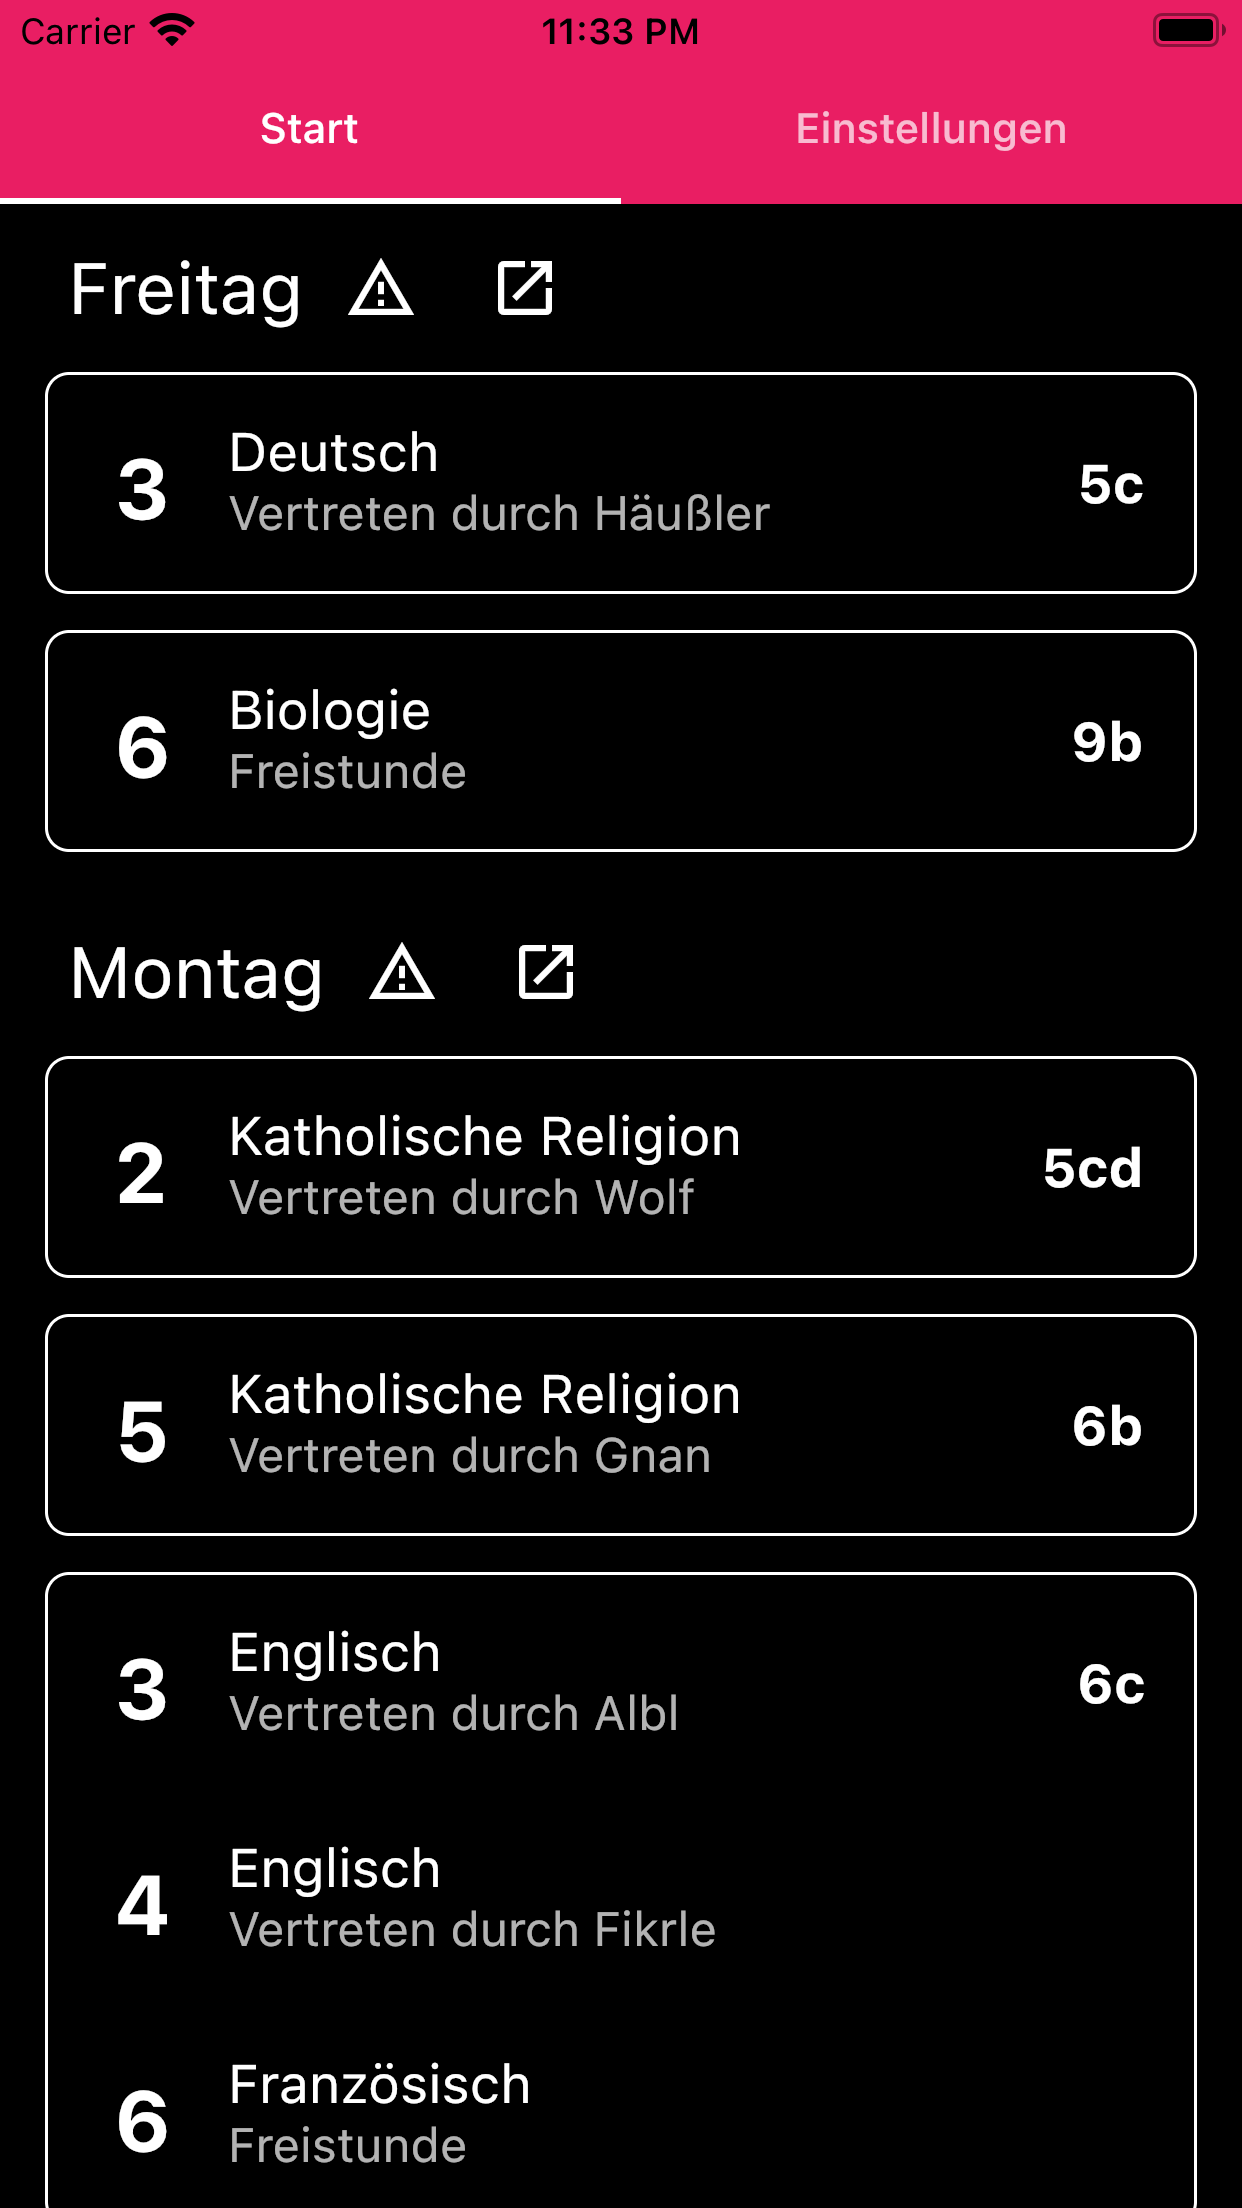 Carrier 11:33 PM
Start Einstellungen
Freitag
3 Deutsch 5c
Vertreten durch Häußler
6 Biologie 9b
Freistunde
Montag
2 Katholische Religion 5cd
Vertreten durch Wolf
5 Katholische Religion 6b
Vertreten durch Gnan
3 Englisch 6c
Vertreten durch Albl
4 Englisch
Vertreten durch Fikrle
6 Französisch
Freistunde